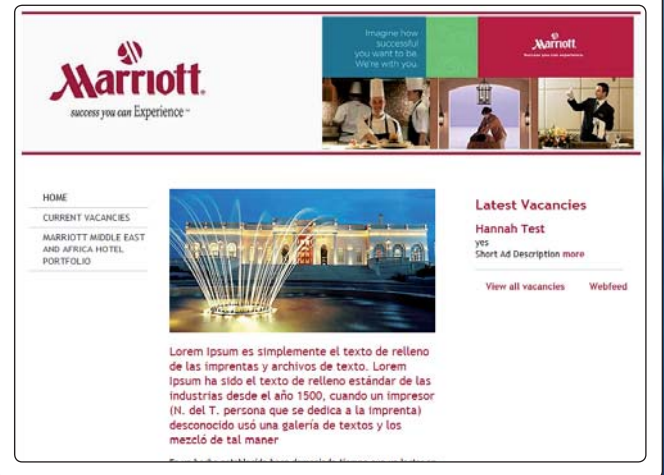 Marriott.
success you can Experience℠
Imagine how
successful
you want to be.
We're with you.
Marriott
Success you can experience.
HOME
CURRENT VACANCIES
MARRIOTT MIDDLE EAST
AND AFRICA HOTEL
PORTFOLIO
Latest Vacancies
Hannah Test
yes
Short Ad Description more
View all vacancies Webfeed
Lorem Ipsum es simplemente el texto de relleno
de las imprentas y archivos de texto. Lorem
Ipsum ha sido el texto de relleno estándar de las
industrias desde el año 1500, cuando un impresor
(N. del T. persona que se dedica a la imprenta)
desconocido usó una galería de textos y los
mezcló de tal maner